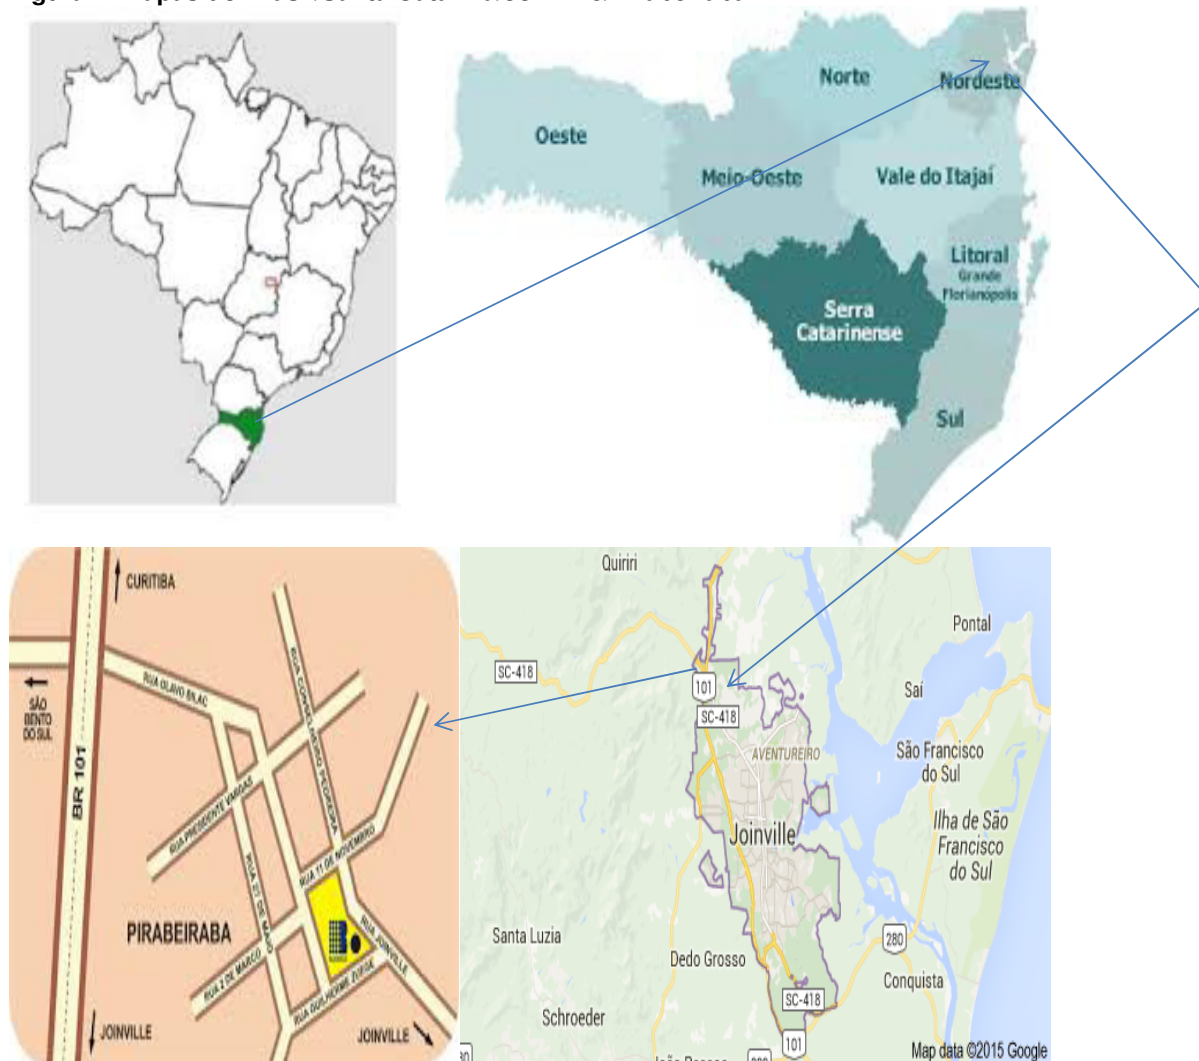 Norte
Nordeste
Oeste
Meio-Oeste
Vale do Itajaí
Litoral
Grande
Florianópolis
Serra
Catarinense
Sul
CURITIBA
SÃO
BENTO
DO SUL
BR 101
RUA OLAVO BILAC
RUA CONSELHEIRO PEDREIRA
RUA PRESIDENTE VARGAS
RUA 11 DE NOVEMBRO
RUA 27 DE MAIO
PIRABEIRABA
RUA 2 DE MARCO
RUA JOINVILLE
RUA GUILHERME ZUEGE
JOINVILLE
JOINVILLE
Quiriri
Pontal
SC-418
101
SC-418
Saí
AVENTUREIRO
São Francisco
do Sul
Joinville
Ilha de São
Francisco
do Sul
Santa Luzia
Dedo Grosso
280
Conquista
SC-418
Schroeder
101
Map data ©2015 Google